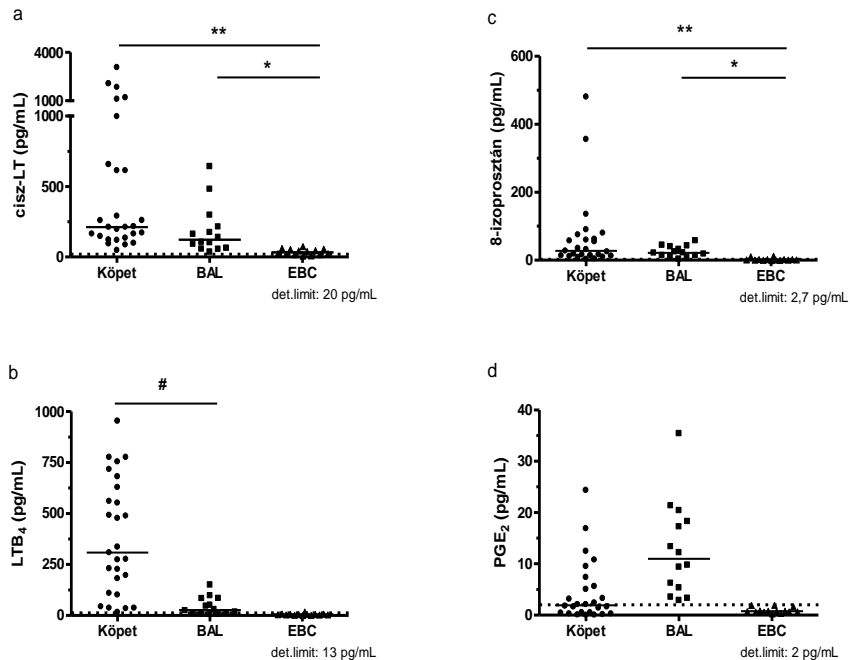 a
**
*
4000
1000
1000
500
0
cisz-LT (pg/mL)
Köpet BAL EBC
det.limit: 20 pg/mL
c
**
*
600
400
200
0
8-izoprosztán (pg/mL)
Köpet BAL EBC
det.limit: 2,7 pg/mL
b
#
1000
750
500
250
0
LTB4 (pg/mL)
Köpet BAL EBC
det.limit: 13 pg/mL
d
40
30
20
10
0
PGE2 (pg/mL)
Köpet BAL EBC
det.limit: 2 pg/mL